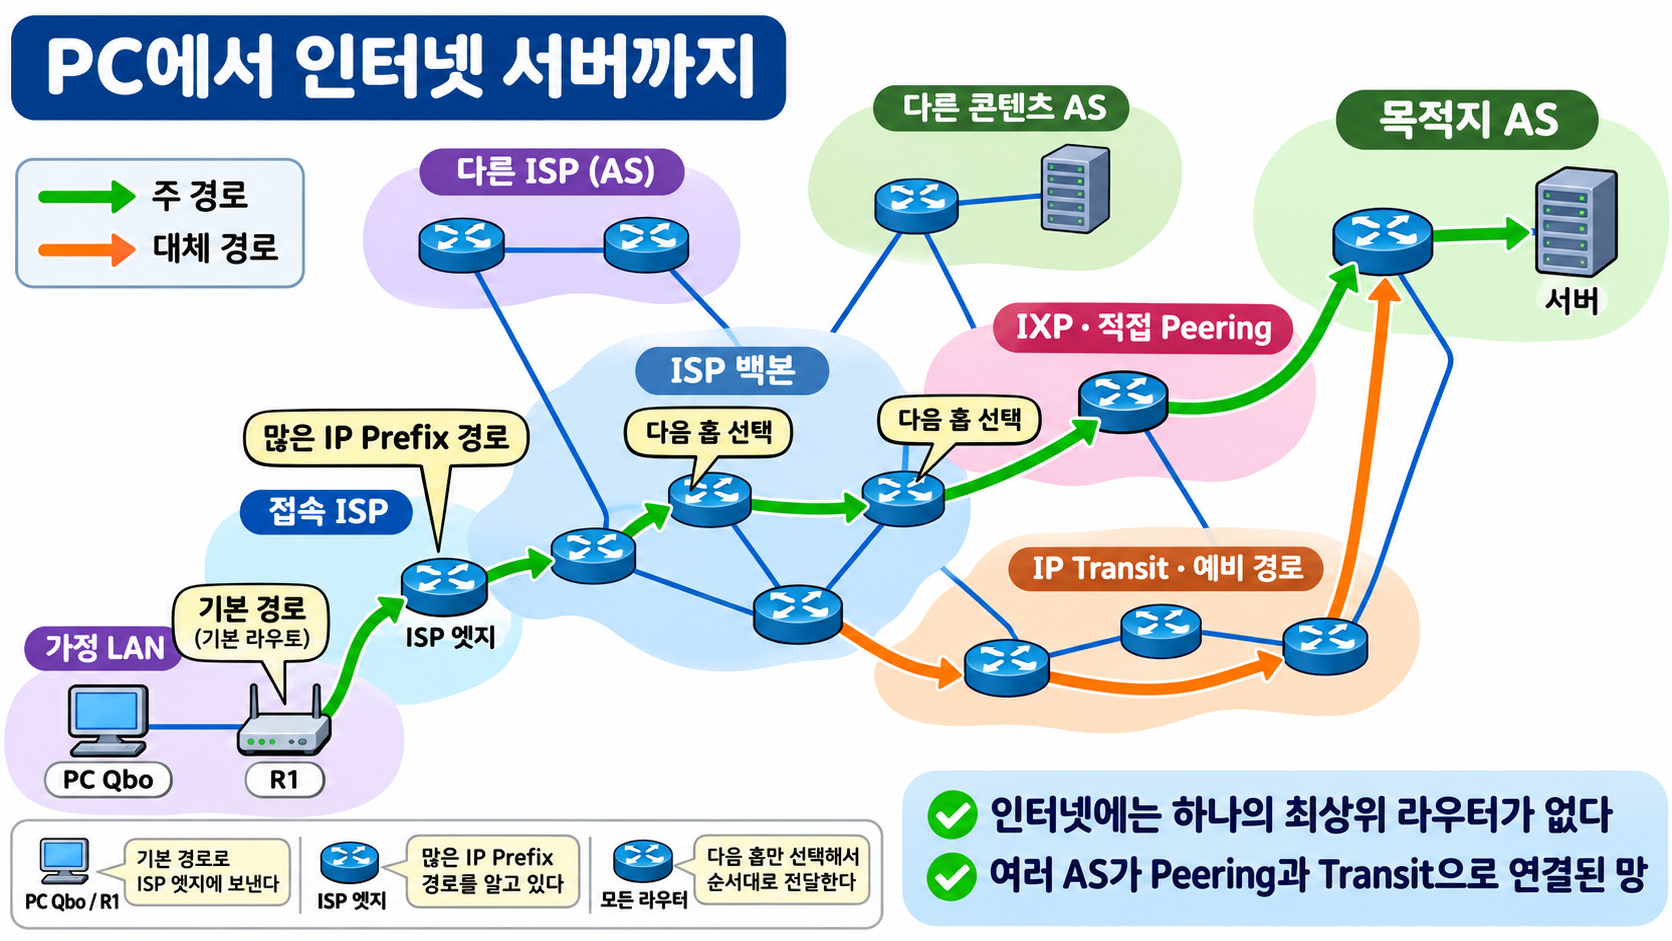 PC에서 인터넷 서버까지
주 경로
대체 경로
다른 ISP (AS)
다른 콘텐츠 AS
목적지 AS
서버
IXP · 적접 Peering
ISP 백본
다음 홉 선택
다음 홉 선택
많은 IP Prefix 경로
접속 ISP
ISP 엣지
IP Transit · 예비 경로
기본 경로
(기본 라우토)
가정 LAN
PC Qbo
R1
PC Qbo / R1
기본 경로로
ISP 엣지에 보낸다
ISP 엣지
많은 IP Prefix
경로를 알고 있다
모든 라우터
다음 홉만 선택해서
순서대로 전달한다
인터넷에는 하나의 최상위 라우터가 없다
여러 AS가 Peering과 Transit으로 연결된 망